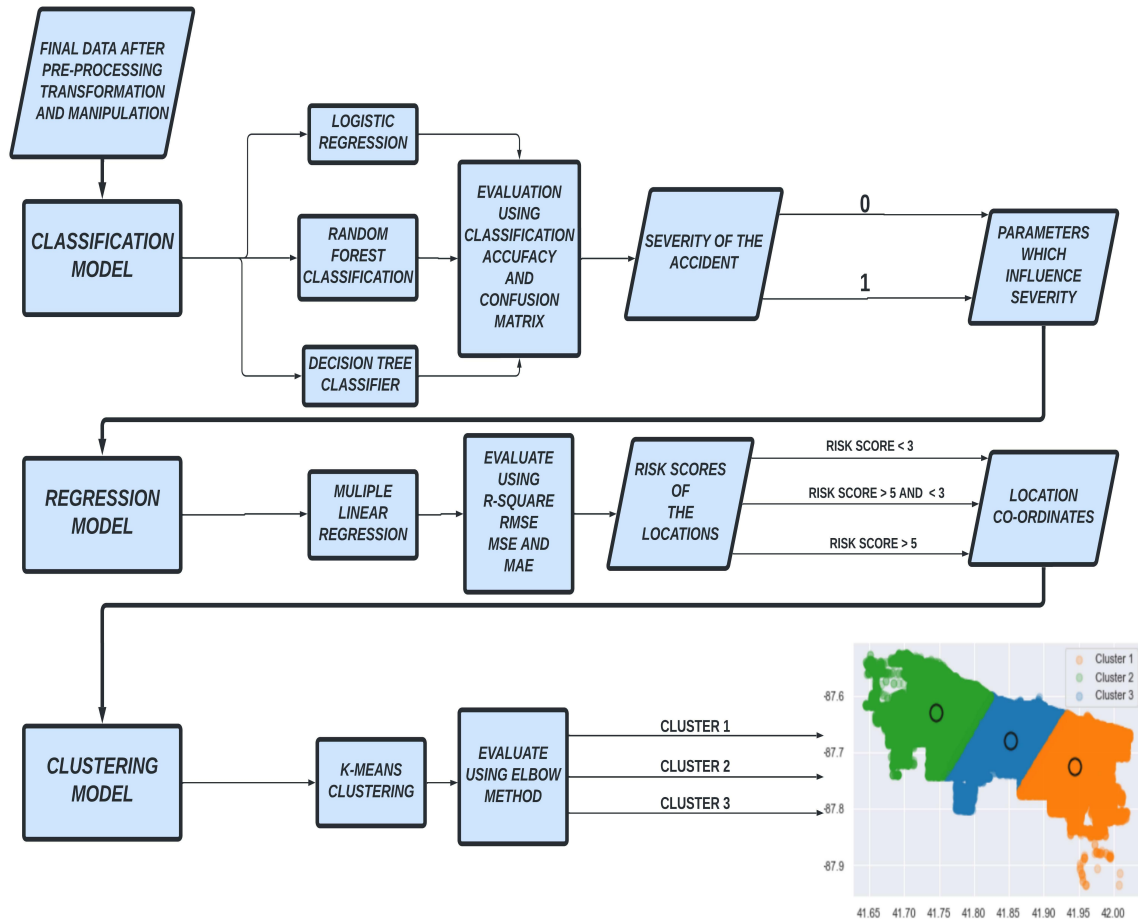 FINAL DATA AFTER
PRE-PROCESSING
TRANSFORMATION
AND MANIPULATION
CLASSIFICATION
MODEL
LOGISTIC
REGRESSION
RANDOM
FOREST
CLASSIFICATION
DECISION TREE
CLASSIFIER
EVALUATION
USING
CLASSIFICATION
ACCUFACY
AND
CONFUSION
MATRIX
SEVERITY OF THE
ACCIDENT
0
1
PARAMETERS
WHICH
INFLUENCE
SEVERITY
REGRESSION
MODEL
MULIPLE
LINEAR
REGRESSION
EVALUATE
USING
R-SQUARE
RMSE
MSE AND
MAE
RISK SCORES
OF
THE
LOCATIONS
RISK SCORE < 3
RISK SCORE > 5 AND < 3
RISK SCORE > 5
LOCATION
CO-ORDINATES
CLUSTERING
MODEL
K-MEANS
CLUSTERING
EVALUATE
USING ELBOW
METHOD
CLUSTER 1
CLUSTER 2
CLUSTER 3
Cluster 1
Cluster 2
Cluster 3
-87.6
-87.7
-87.8
-87.9
41.65 41.70 41.75 41.80 41.85 41.90 41.95 42.00